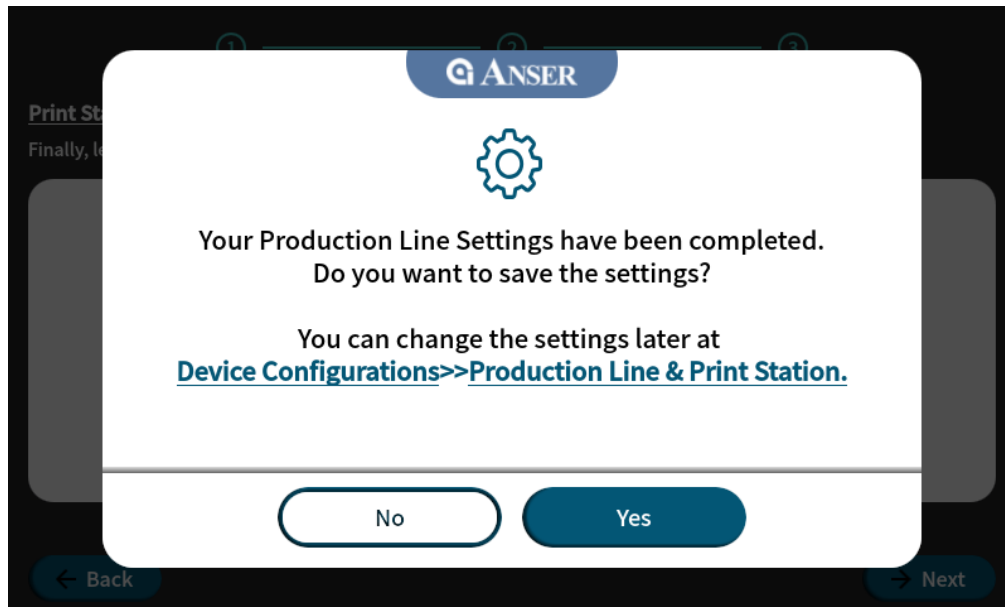 1 2 3
ANSER
Print St
Finally, le
Your Production Line Settings have been completed.
Do you want to save the settings?
You can change the settings later at
Device Configurations>>Production Line & Print Station.
No Yes
Back Next